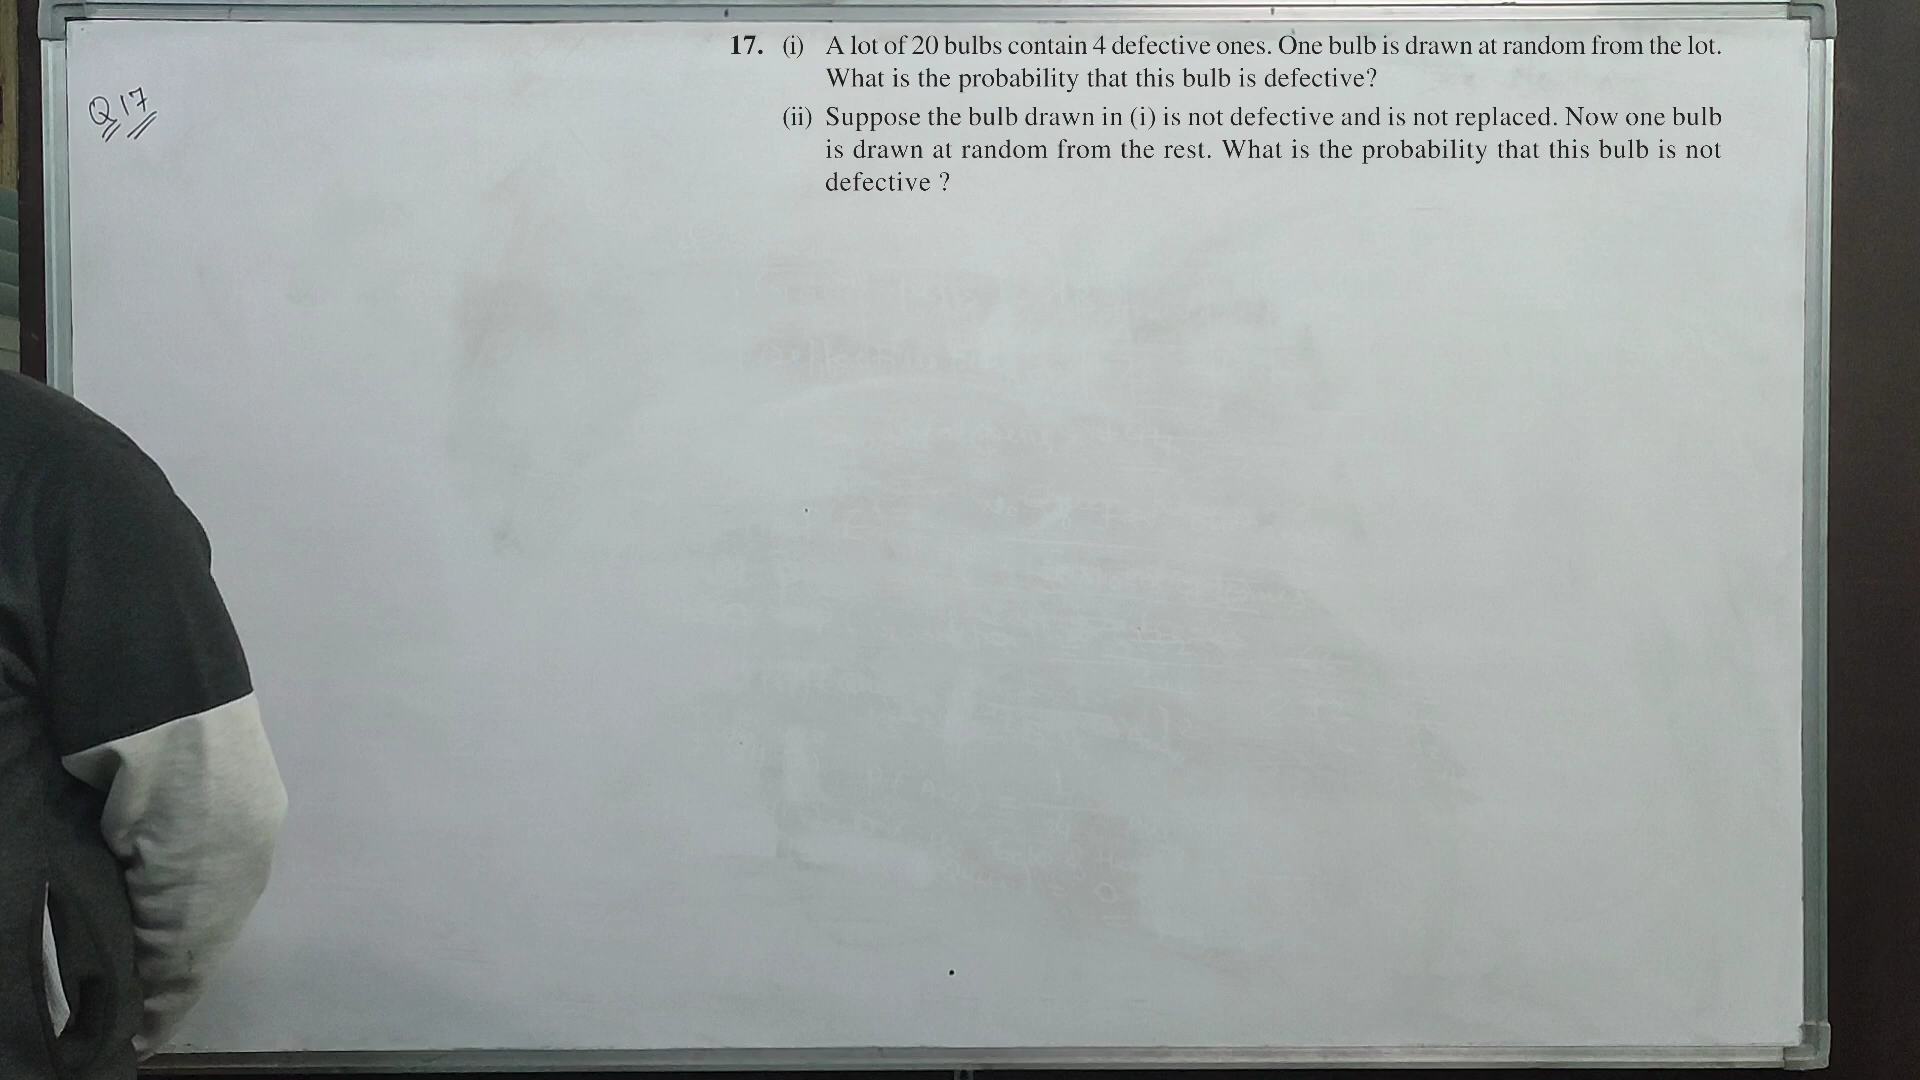 Q17
17. (i) A lot of 20 bulbs contain 4 defective ones. One bulb is drawn at random from the lot.
What is the probability that this bulb is defective?
(ii) Suppose the bulb drawn in (i) is not defective and is not replaced. Now one bulb
is drawn at random from the rest. What is the probability that this bulb is not
defective ?